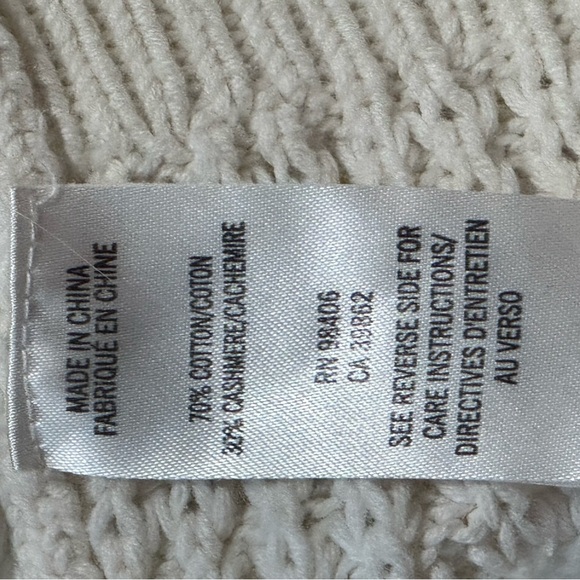 MADE IN CHINA
FABRIQUÉ EN CHINE
70% COTTON/COTON
30% CASHMERE/CACHEMIRE
RN 98406
CA 39862
SEE REVERSE SIDE FOR
CARE INSTRUCTIONS/
DIRECTIVES D'ENTRETIEN
AU VERSO